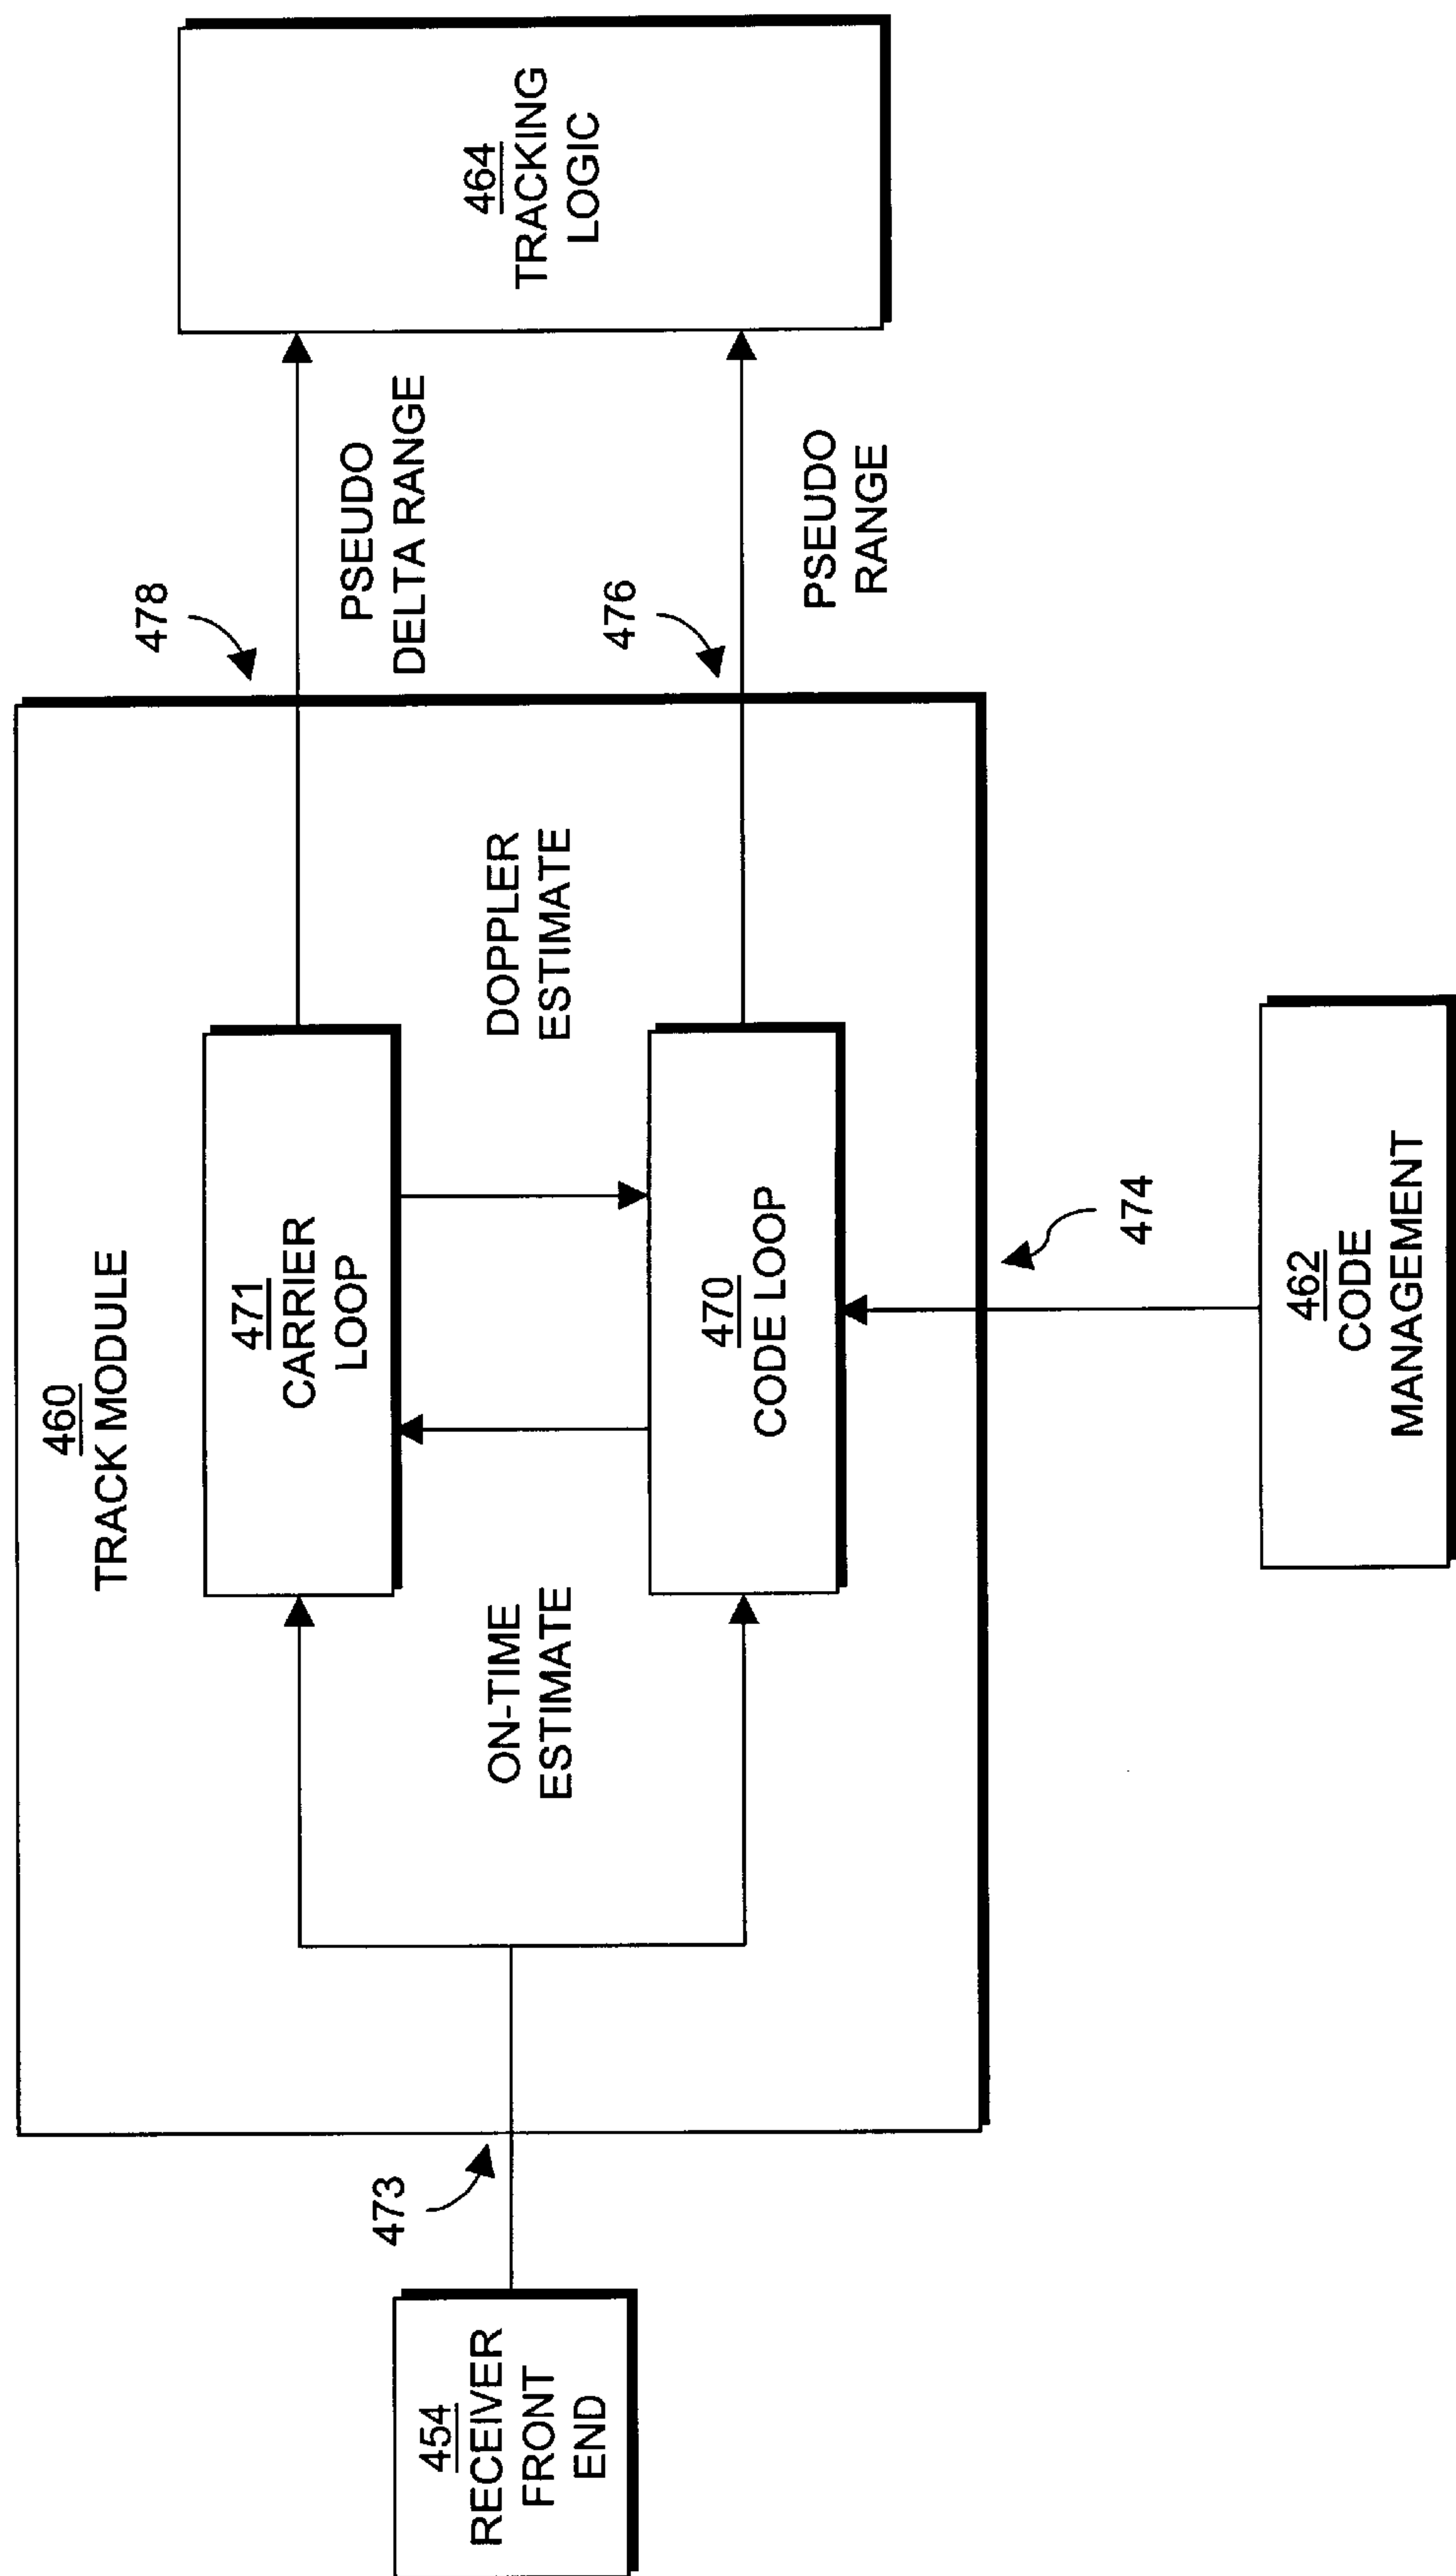 460
TRACK MODULE
454
RECEIVER
FRONT
END
473
ON-TIME
ESTIMATE
471
CARRIER
LOOP
470
CODE LOOP
DOPPLER
ESTIMATE
478
PSEUDO
DELTA RANGE
476
PSEUDO
RANGE
464
TRACKING
LOGIC
474
462
CODE
MANAGEMENT